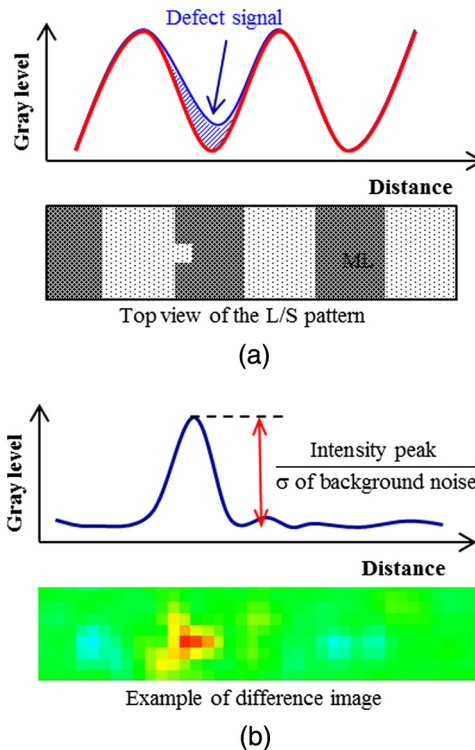 Defect signal
Gray level
Distance
ML
Top view of the L/S pattern
(a)
Gray level
Intensity peak
σ of background noise
Distance
Example of difference image
(b)